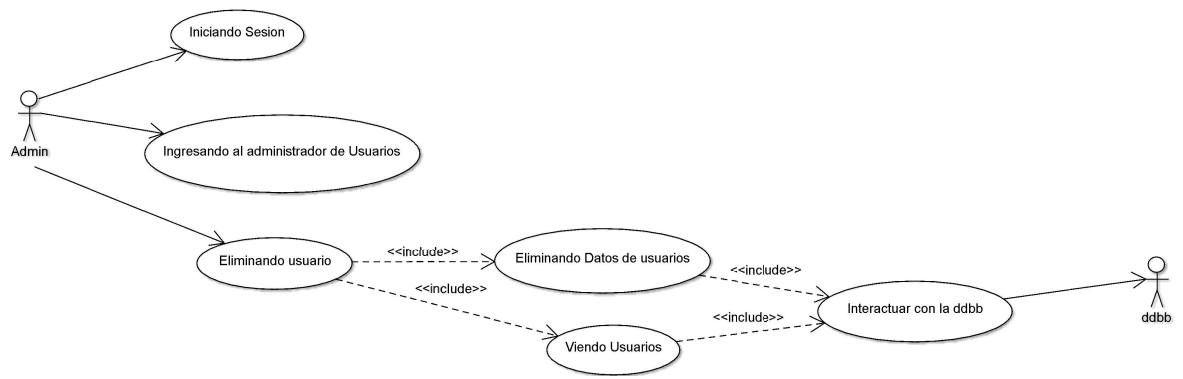 Iniciando Sesion
Admin
Ingresando al administrador de Usuarios
Eliminando usuario
<<include>>
Eliminando Datos de usuarios
<<include>>
<<include>>
Interactuar con la ddbb
<<include>>
ddbb
Viendo Usuarios